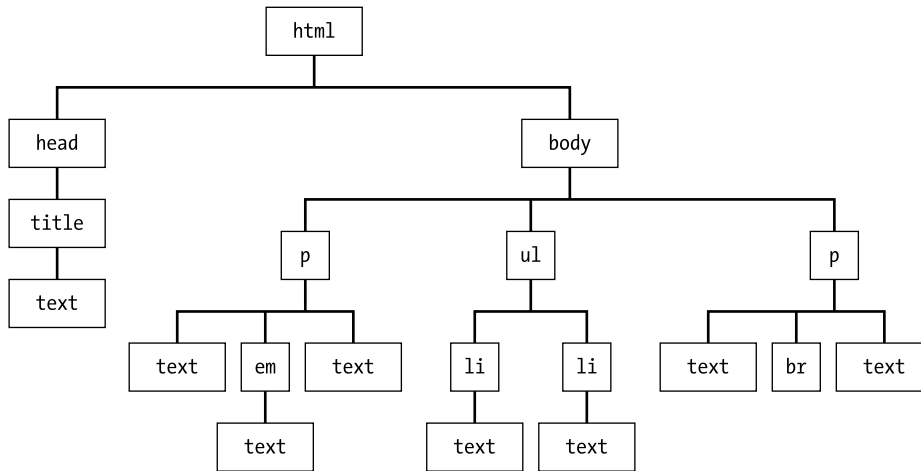 html
head body
title
p ul p
text
text em text li li text br text
text text text